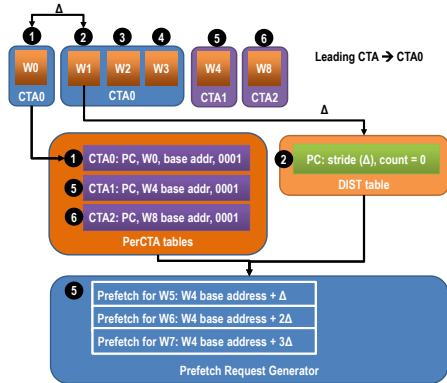 Δ
1
2
3
4
5
6
Leading CTA → CTA0
W0
W1
W2
W3
W4
W8
CTA0
CTA0
CTA1
CTA2
Δ
1
CTA0: PC, W0, base addr, 0001
5
CTA1: PC, W4 base addr, 0001
6
CTA2: PC, W8 base addr, 0001
PerCTA tables
2
PC: stride (Δ), count = 0
DIST table
5
Prefetch for W5: W4 base address + Δ
Prefetch for W6: W4 base address + 2Δ
Prefetch for W7: W4 base address + 3Δ
Prefetch Request Generator